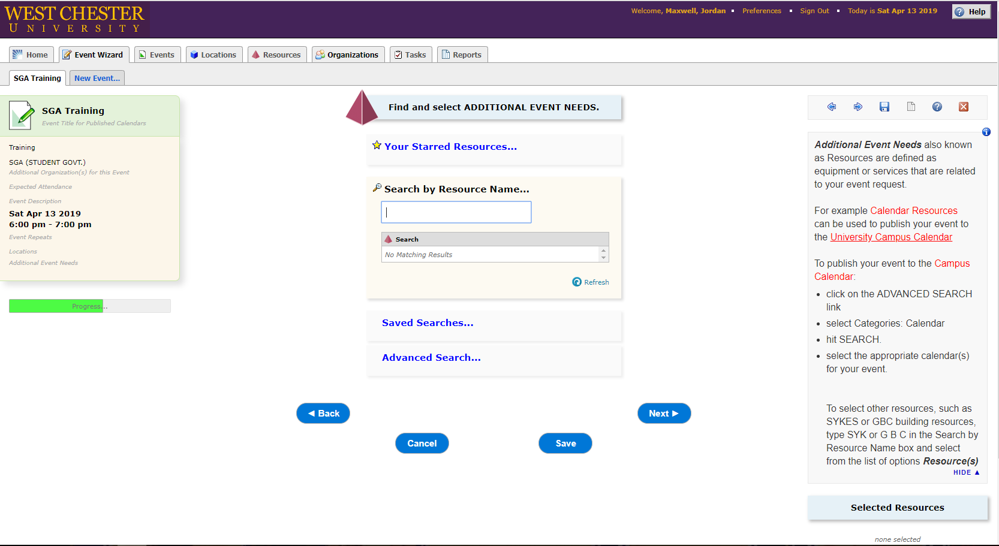 WEST CHESTER
UNIVERSITY
Welcome, Maxwell, Jordan ▪ Preferences ▪ Sign Out ▪ Today is Sat Apr 13 2019
Help
Home
Event Wizard
Events
Locations
Resources
Organizations
Tasks
Reports
SGA Training
New Event...
SGA Training
Event Title for Published Calendars
Training
SGA (STUDENT GOVT.)
Additional Organization(s) for this Event
Expected Attendance
Event Description
Sat Apr 13 2019
6:00 pm - 7:00 pm
Event Repeats
Locations
Additional Event Needs
Progress...
Find and select ADDITIONAL EVENT NEEDS.
Your Starred Resources...
Search by Resource Name...
Search
No Matching Results
Refresh
Saved Searches...
Advanced Search...
◄ Back
Next ►
Cancel
Save
Additional Event Needs also known
as Resources are defined as
equipment or services that are related
to your event request.
For example Calendar Resources
can be used to publish your event to
the University Campus Calendar
To publish your event to the Campus
Calendar:
• click on the ADVANCED SEARCH
link
• select Categories: Calendar
• hit SEARCH.
• select the appropriate calendar(s)
for your event.
To select other resources, such as
SYKES or GBC building resources,
type SYK or G B C in the Search by
Resource Name box and select
from the list of options Resource(s)
HIDE ▲
Selected Resources
none selected